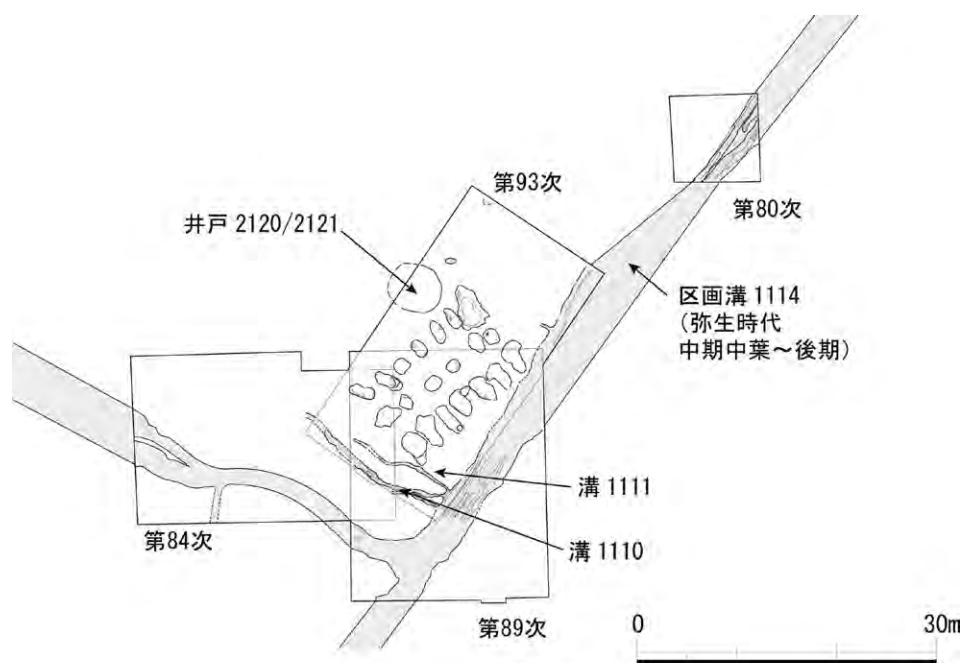 第93次
井戸 2120/2121
第80次
区画溝 1114
(弥生時代
中期中葉～後期)
溝 1111
溝 1110
第84次
第89次
0
30m